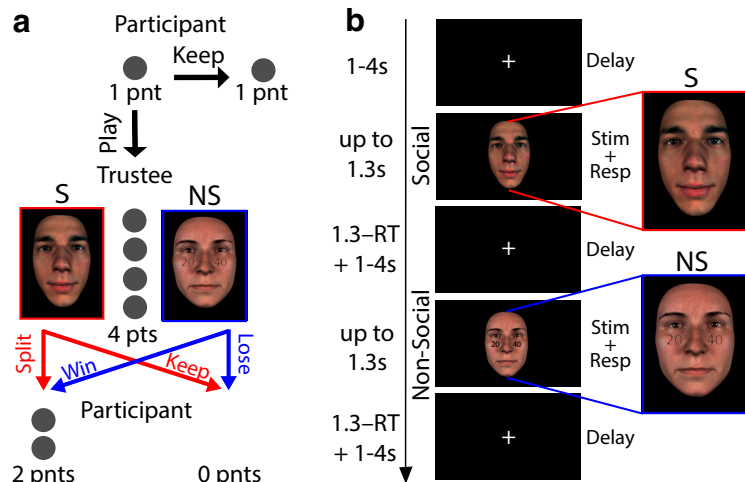 a
Participant
Keep
1 pnt
1 pnt
Play
Trustee
S
NS
20 40
4 pts
Split
Win
Keep
Lose
Participant
2 pnts
0 pnts
b
1-4s
Delay
S
up to
1.3s
Social
Stim
+
Resp
1.3–RT
+ 1-4s
Delay
NS
up to
1.3s
Non-Social
20 40
Stim
+
Resp
20 40
1.3–RT
+ 1-4s
Delay